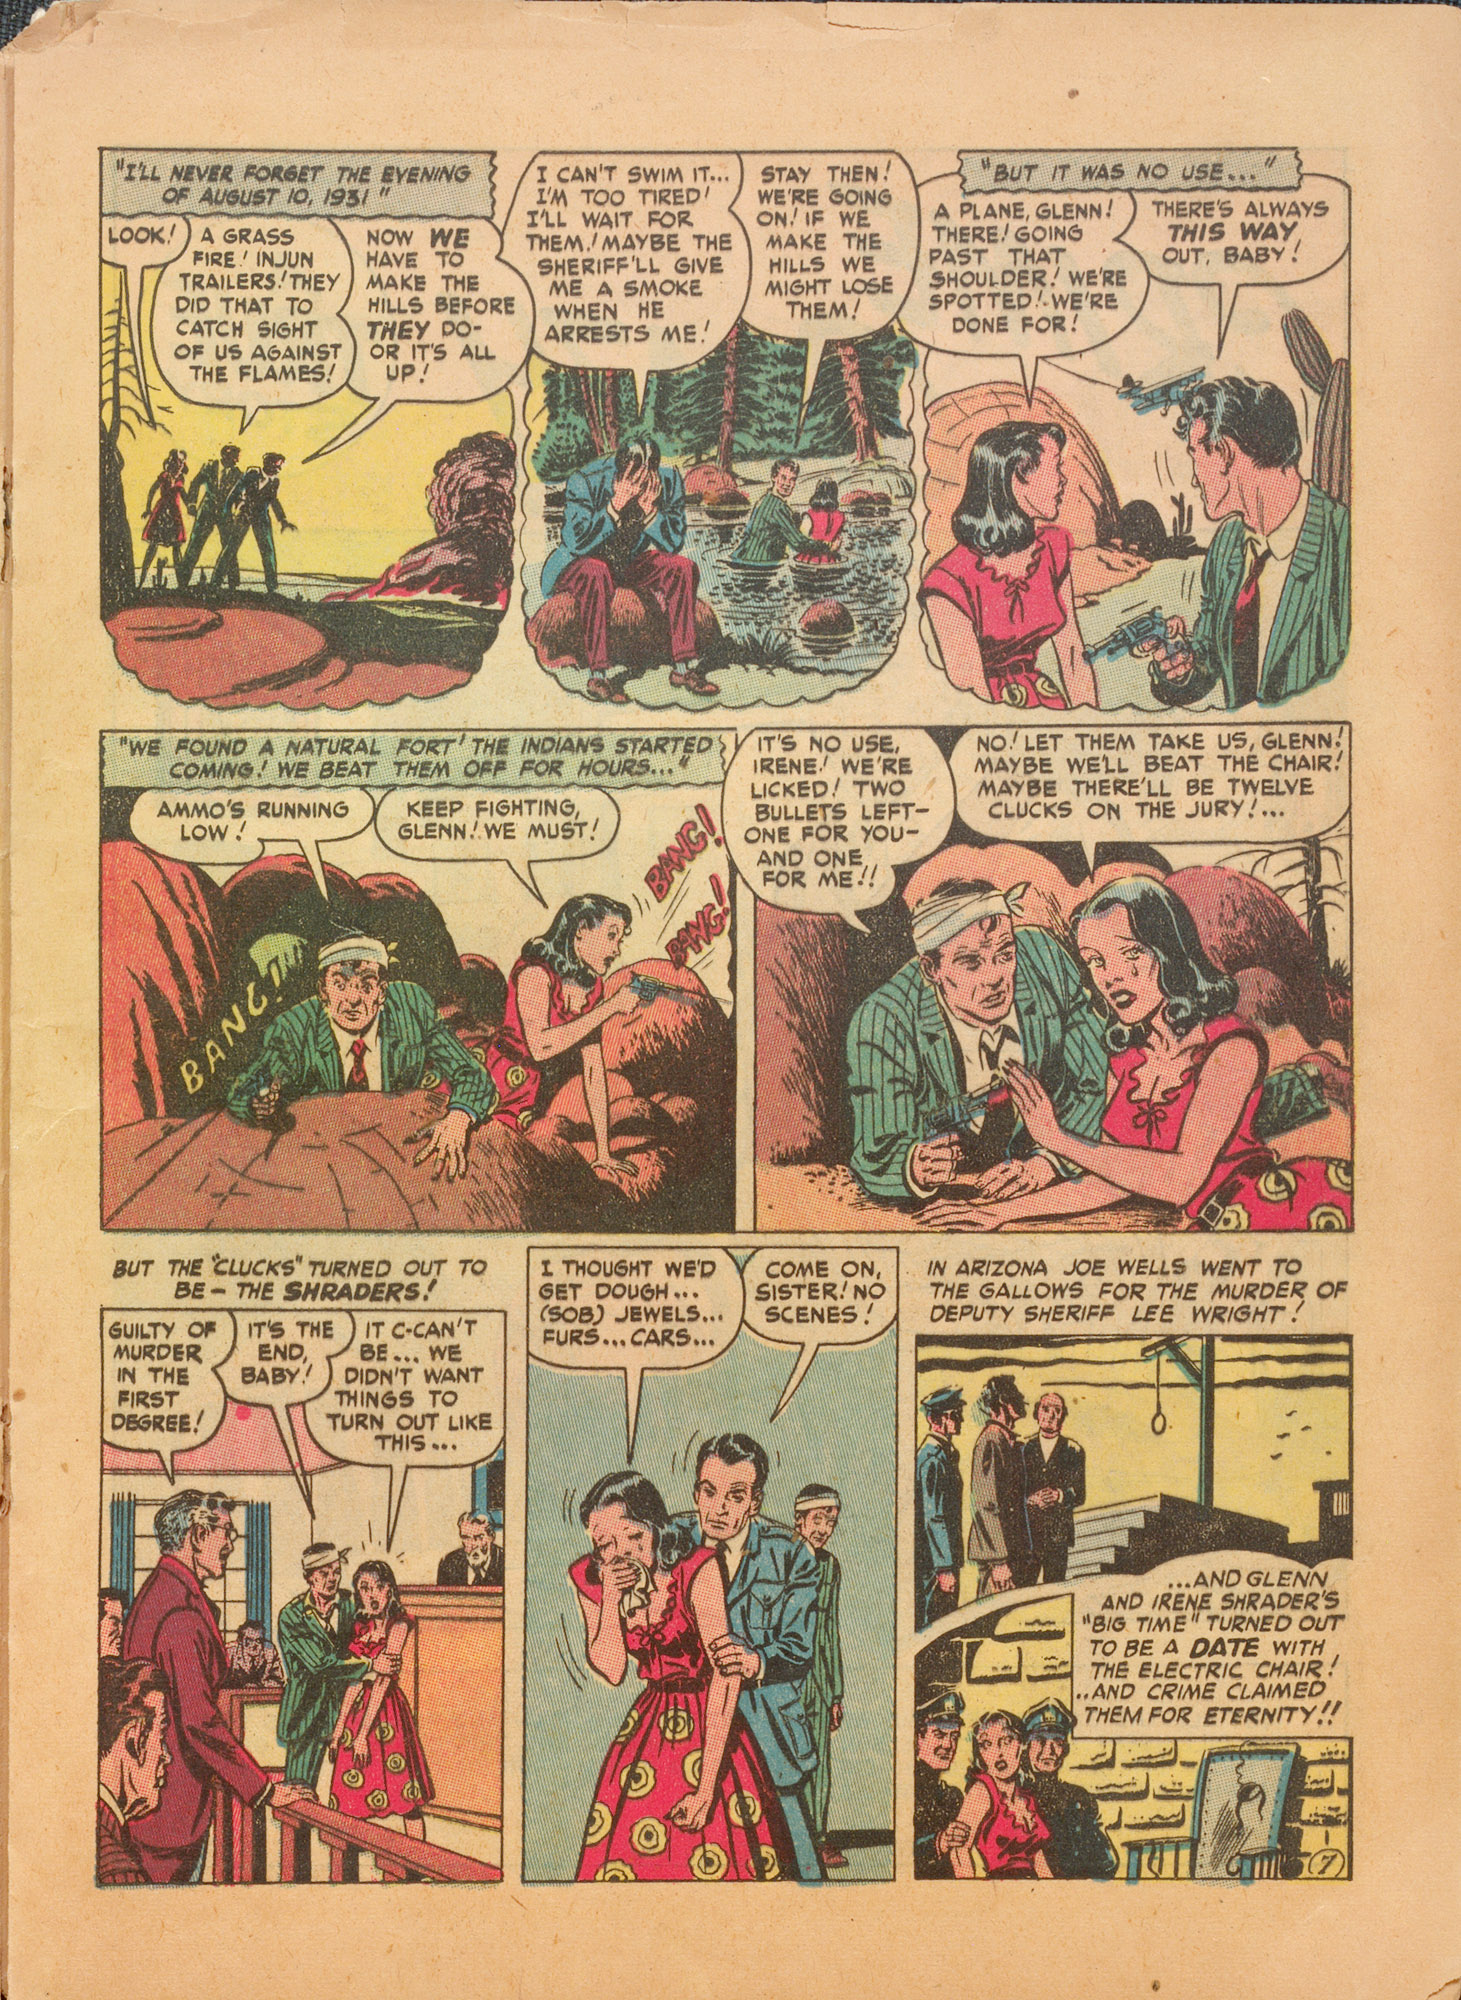 "I'LL NEVER FORGET THE EVENING
OF AUGUST 10, 1931"
LOOK!
A GRASS
FIRE! INJUN
TRAILERS! THEY
DID THAT TO
CATCH SIGHT
OF US AGAINST
THE FLAMES!
NOW WE
HAVE TO
MAKE THE
HILLS BEFORE
THEY DO-
OR IT'S ALL
UP!
I CAN'T SWIM IT...
I'M TOO TIRED!
I'LL WAIT FOR
THEM! MAYBE THE
SHERIFF'LL GIVE
ME A SMOKE
WHEN HE
ARRESTS ME!
STAY THEN!
WE'RE GOING
ON! IF WE
MAKE THE
HILLS WE
MIGHT LOSE
THEM!
"BUT IT WAS NO USE..."
A PLANE, GLENN!
THERE! GOING
PAST THAT
SHOULDER! WE'RE
SPOTTED! WE'RE
DONE FOR!
THERE'S ALWAYS
THIS WAY
OUT, BABY!
"WE FOUND A NATURAL FORT! THE INDIANS STARTED
COMING! WE BEAT THEM OFF FOR HOURS..."
AMMO'S RUNNING
LOW!
KEEP FIGHTING,
GLENN! WE MUST!
BANG!
BANG!
BANG!
IT'S NO USE,
IRENE! WE'RE
LICKED! TWO
BULLETS LEFT-
ONE FOR YOU-
AND ONE
FOR ME!!
NO! LET THEM TAKE US, GLENN!
MAYBE WE'LL BEAT THE CHAIR!
MAYBE THERE'LL BE TWELVE
CLUCKS ON THE JURY!...
BUT THE "CLUCKS" TURNED OUT TO
BE - THE SHRADERS!
GUILTY OF
MURDER
IN THE
FIRST
DEGREE!
IT'S THE
END,
BABY!
IT C-CAN'T
BE... WE
DIDN'T WANT
THINGS TO
TURN OUT LIKE
THIS...
I THOUGHT WE'D
GET DOUGH...
(SOB) JEWELS...
FURS... CARS...
COME ON,
SISTER! NO
SCENES!
IN ARIZONA JOE WELLS WENT TO
THE GALLOWS FOR THE MURDER OF
DEPUTY SHERIFF LEE WRIGHT!
...AND GLENN
AND IRENE SHRADER'S
"BIG TIME" TURNED OUT
TO BE A DATE WITH
THE ELECTRIC CHAIR!
..AND CRIME CLAIMED
THEM FOR ETERNITY!!
7